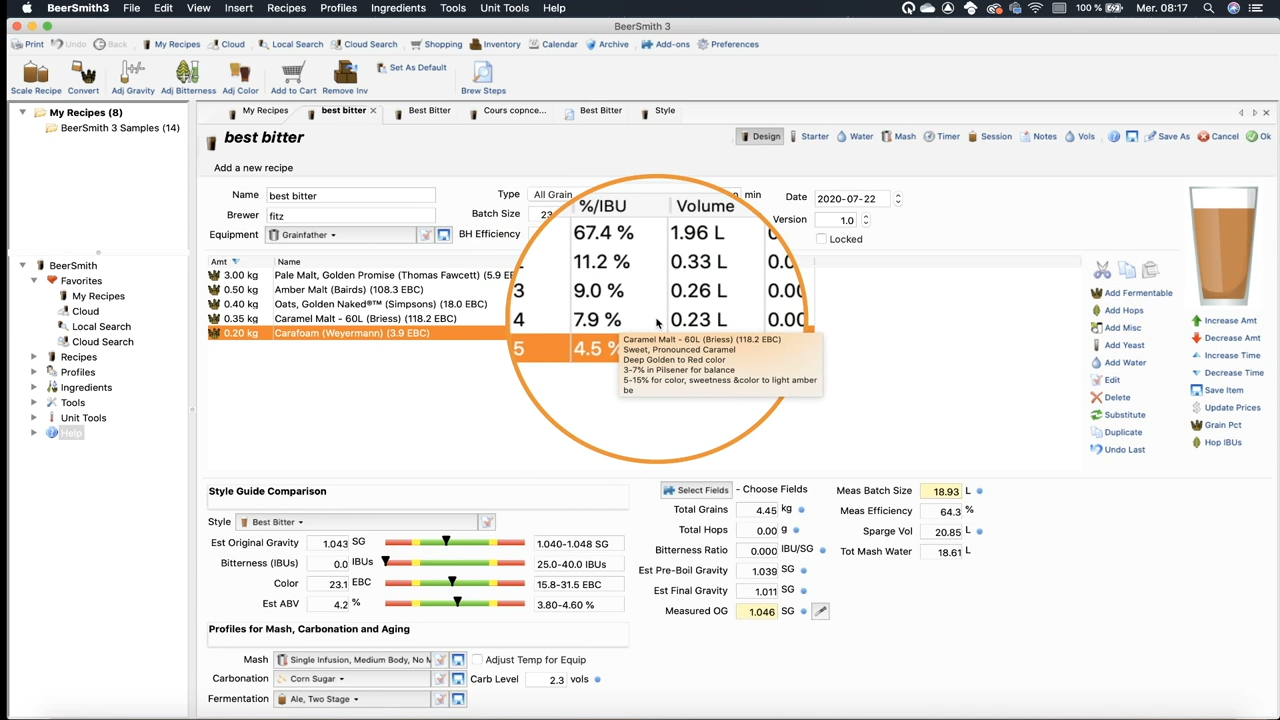 BeerSmith3 File Edit View Insert Recipes Profiles Ingredients Tools Unit Tools Help 100 % Mer. 08:17
BeerSmith 3
Print Undo Back My Recipes Cloud Local Search Cloud Search Shopping Inventory Calendar Archive Add-ons Preferences
Scale Recipe Convert Adj Gravity Adj Bitterness Adj Color Add to Cart Remove Inv Set As Default Brew Steps
My Recipes (8)
BeerSmith 3 Samples (14)
My Recipes best bitter Best Bitter Cours copnce... Best Bitter Style
best bitter
Design Starter Water Mash Timer Session Notes Vols Save As Cancel Ok
Add a new recipe
Name best bitter Type All Grain min Date 2020-07-22
Brewer fitz Batch Size 23 Version 1.0
Equipment Grainfather BH Efficiency Locked
BeerSmith
Favorites
My Recipes
Cloud
Local Search
Cloud Search
Recipes
Profiles
Ingredients
Tools
Unit Tools
Help
Amt Name
3.00 kg Pale Malt, Golden Promise (Thomas Fawcett) (5.9 E
0.50 kg Amber Malt (Bairds) (108.3 EBC)
0.40 kg Oats, Golden Naked®™ (Simpsons) (18.0 EBC)
0.35 kg Caramel Malt - 60L (Briess) (118.2 EBC)
0.20 kg Carafoam (Weyermann) (3.9 EBC)
%/IBU Volume
67.4 % 1.96 L
11.2 % 0.33 L 0.0
3 9.0 % 0.26 L 0.00
4 7.9 % 0.23 L 0.00
5 4.5 %
Caramel Malt - 60L (Briess) (118.2 EBC)
Sweet, Pronounced Caramel
Deep Golden to Red color
3-7% in Pilsener for balance
5-15% for color, sweetness &color to light amber
be
Add Fermentable
Add Hops
Add Misc
Add Yeast
Add Water
Edit
Delete
Substitute
Duplicate
Undo Last
Increase Amt
Decrease Amt
Increase Time
Decrease Time
Save Item
Update Prices
Grain Pct
Hop IBUs
Style Guide Comparison
Style Best Bitter
Est Original Gravity 1.043 SG 1.040-1.048 SG
Bitterness (IBUs) 0.0 IBUs 25.0-40.0 IBUs
Color 23.1 EBC 15.8-31.5 EBC
Est ABV 4.2 % 3.80-4.60 %
Select Fields - Choose Fields
Total Grains 4.45 kg
Total Hops 0.00 g
Bitterness Ratio 0.000 IBU/SG
Est Pre-Boil Gravity 1.039 SG
Est Final Gravity 1.011 SG
Measured OG 1.046 SG
Meas Batch Size 18.93 L
Meas Efficiency 64.3 %
Sparge Vol 20.85 L
Tot Mash Water 18.61 L
Profiles for Mash, Carbonation and Aging
Mash Single Infusion, Medium Body, No M Adjust Temp for Equip
Carbonation Corn Sugar Carb Level 2.3 vols
Fermentation Ale, Two Stage